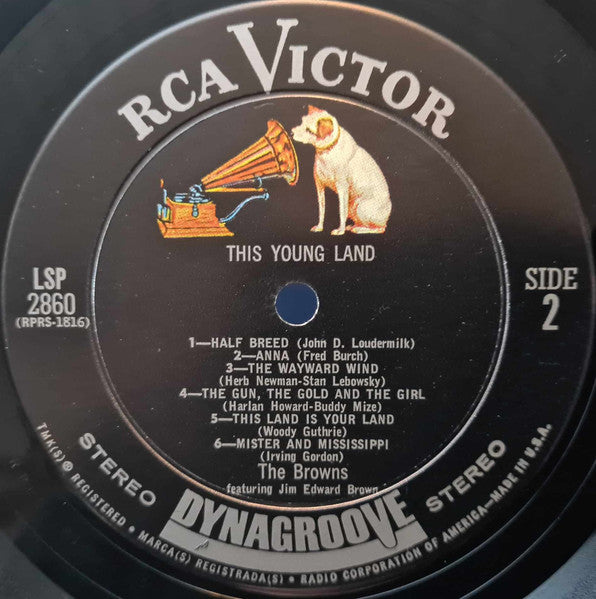 RCA VICTOR
THIS YOUNG LAND
LSP
2860
(RPRS-1816)
SIDE
2
1—HALF BREED (John D. Loudermilk)
2—ANNA (Fred Burch)
3—THE WAYWARD WIND
(Herb Newman-Stan Lebowsky)
4—THE GUN, THE GOLD AND THE GIRL
(Harlan Howard-Buddy Mize)
5—THIS LAND IS YOUR LAND
(Woody Guthrie)
6—MISTER AND MISSISSIPPI
(Irving Gordon)
The Browns
featuring Jim Edward Brown
STEREO
DYNAGROOVE
STEREO
TMK(S) ® REGISTERED • MARCA(S) REGISTRADA(S) • RADIO CORPORATION OF AMERICA—MADE IN U.S.A.